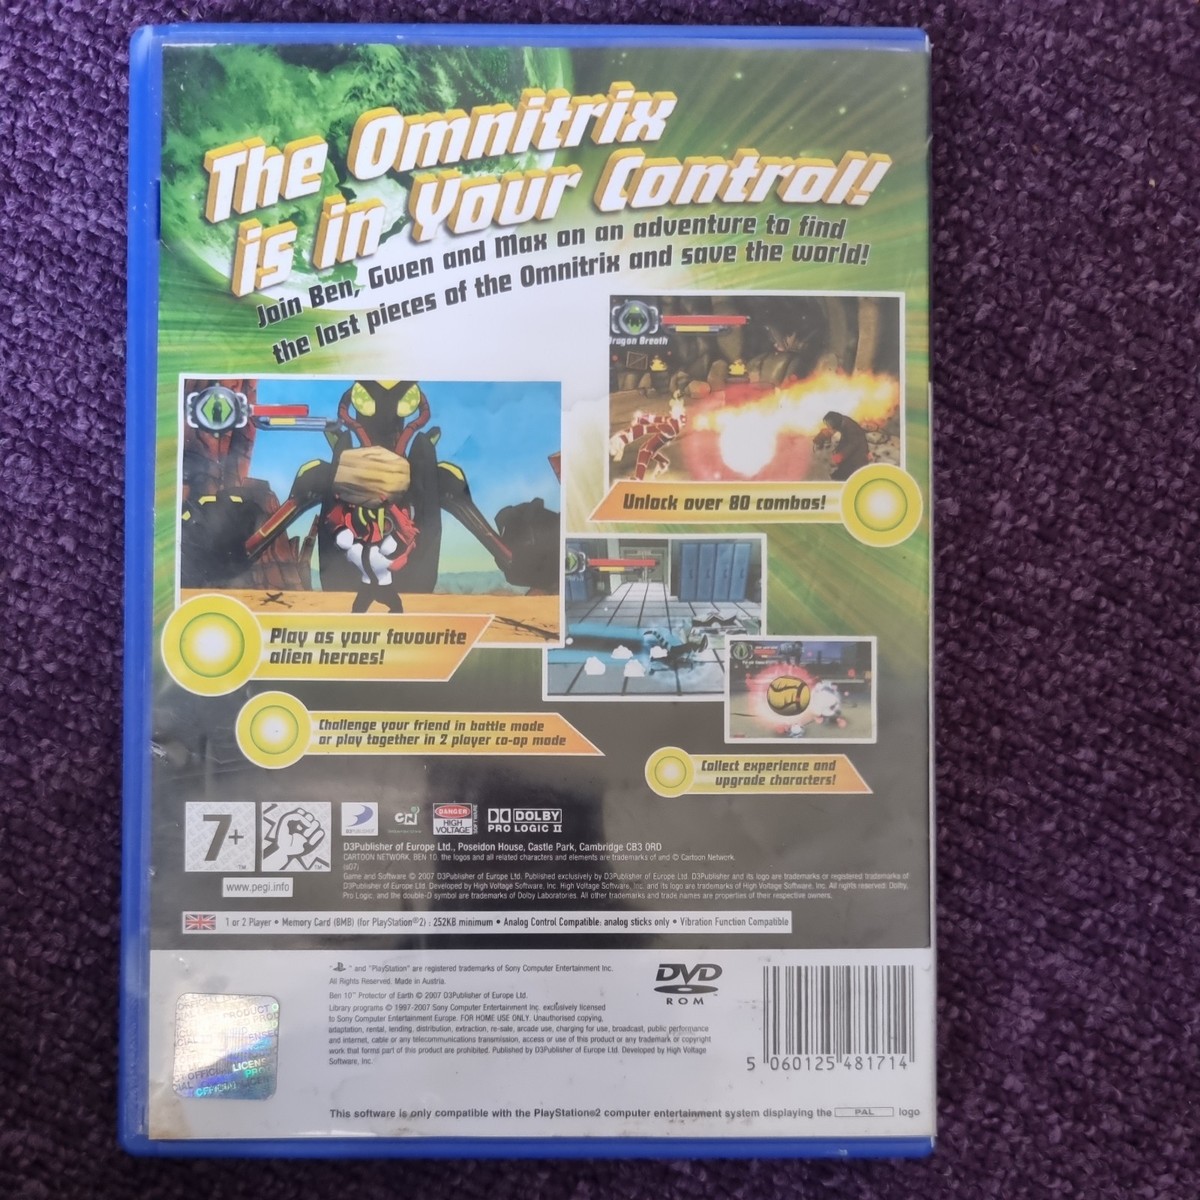 The Omnitrix
is in Your Control!
Join Ben, Gwen and Max on an adventure to find
the lost pieces of the Omnitrix and save the world!
Dragon Breath
Unlock over 80 combos!
Play as your favourite
alien heroes!
Challenge your friend in battle mode
or play together in 2 player co-op mode
Collect experience and
upgrade characters!
7+
www.pegi.info
D3PUBLISHER
CN
DANGER
HIGH
VOLTAGE
SOFTWARE
DOLBY
PRO LOGIC II
D3Publisher of Europe Ltd., Poseidon House, Castle Park, Cambridge CB3 0RD
CARTOON NETWORK, BEN 10, the logos and all related characters and elements are trademarks of and © Cartoon Network.
(s07)
Game and Software © 2007 D3Publisher of Europe Ltd. Published exclusively by D3Publisher of Europe Ltd. D3Publisher and its logo are trademarks or registered trademarks of
D3Publisher of Europe Ltd. Developed by High Voltage Software, Inc. High Voltage Software, Inc. and its logo are trademarks of High Voltage Software, Inc. All rights reserved. Dolby,
Pro Logic, and the double-D symbol are trademarks of Dolby Laboratories. All other trademarks and trade names are properties of their respective owners.
1 or 2 Player • Memory Card (8MB) (for PlayStation®2) : 252KB minimum • Analog Control Compatible: analog sticks only • Vibration Function Compatible
" " and "PlayStation" are registered trademarks of Sony Computer Entertainment Inc.
All Rights Reserved. Made in Austria.
Ben 10™ Protector of Earth © 2007 D3Publisher of Europe Ltd.
Library programs © 1997-2007 Sony Computer Entertainment Inc. exclusively licensed
to Sony Computer Entertainment Europe. FOR HOME USE ONLY. Unauthorised copying,
adaptation, rental, lending, distribution, extraction, re-sale, arcade use, charging for use, broadcast, public performance
and internet, cable or any telecommunications transmission, access or use of this product or any trademark or copyright
work that forms part of this product are prohibited. Published by D3Publisher of Europe Ltd. Developed by High Voltage
Software, Inc.
DVD
ROM
PRODUCT
OFFICIAL LICENS
OFFICIAL
5 060125 481714
This software is only compatible with the PlayStation®2 computer entertainment system displaying the PAL logo